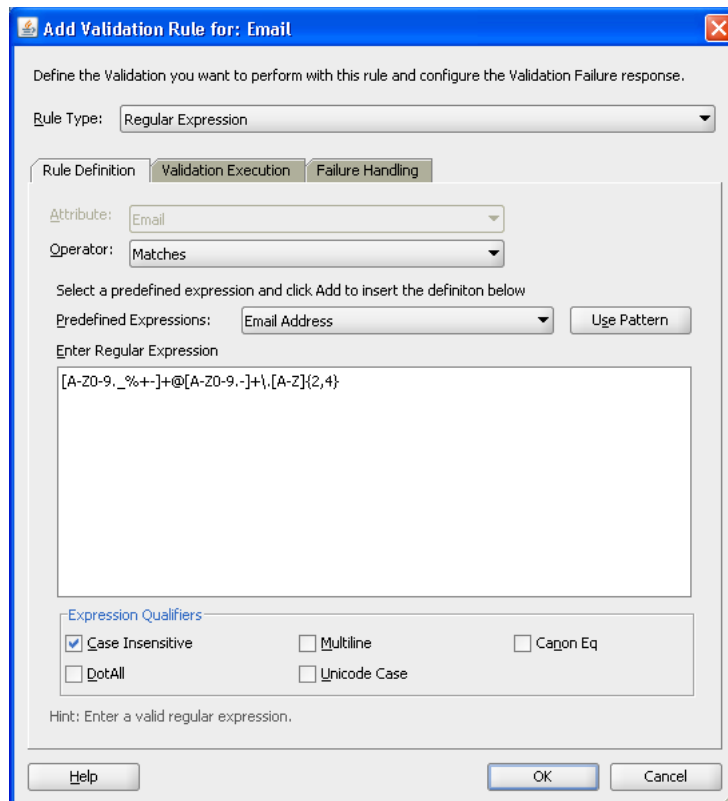 Add Validation Rule for: Email
Define the Validation you want to perform with this rule and configure the Validation Failure response.
Rule Type: Regular Expression
Rule Definition Validation Execution Failure Handling
Attribute: Email
Operator: Matches
Select a predefined expression and click Add to insert the definiton below
Predefined Expressions: Email Address Use Pattern
Enter Regular Expression
[A-Z0-9._%+-]+@[A-Z0-9.-]+\.[A-Z]{2,4}
Expression Qualifiers
Case Insensitive Multiline Canon Eq
DotAll Unicode Case
Hint: Enter a valid regular expression.
Help OK Cancel